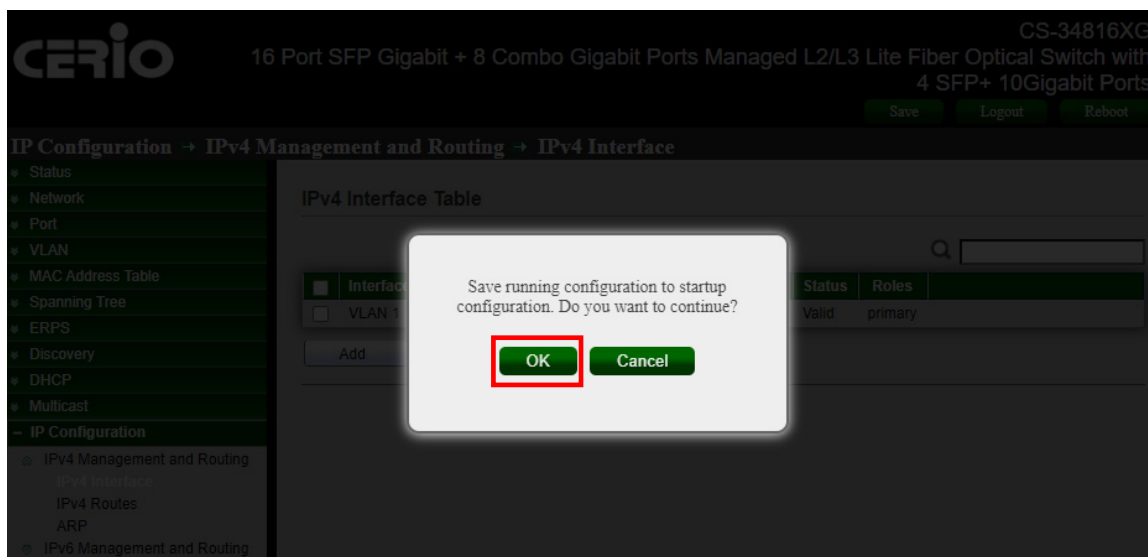 CERIO
CS-34816XG
16 Port SFP Gigabit + 8 Combo Gigabit Ports Managed L2/L3 Lite Fiber Optical Switch with
4 SFP+ 10Gigabit Ports
Save Logout Reboot
IP Configuration → IPv4 Management and Routing → IPv4 Interface
Status
Network
Port
VLAN
MAC Address Table
Spanning Tree
ERPS
Discovery
DHCP
Multicast
IP Configuration
IPv4 Management and Routing
IPv4 Interface
IPv4 Routes
ARP
IPv6 Management and Routing
IPv4 Interface Table
Status Roles
VLAN 1 Valid primary
Add
Save running configuration to startup
configuration. Do you want to continue?
OK Cancel